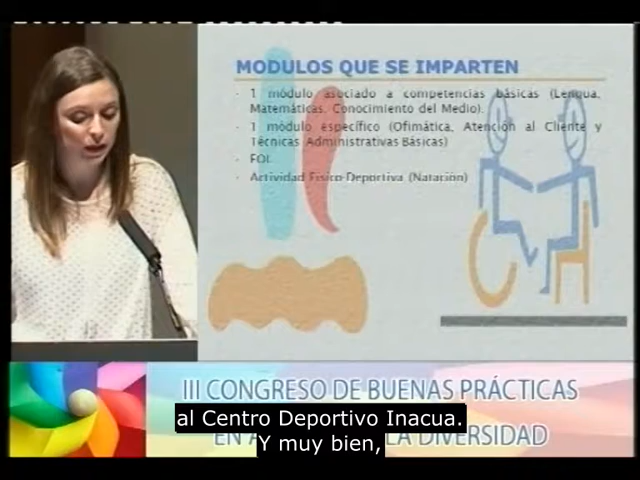 MODULOS QUE SE IMPARTEN
- 1 módulo asociado a competencias básicas (Lengua,
Matemáticas, Conocimiento del Medio).
- 1 módulo específico (Ofimática, Atención al Cliente y
Técnicas Administrativas Básicas)
- FOL
- Actividad Físico-Deportiva (Natación)
III CONGRESO DE BUENAS PRÁCTICAS
al Centro Deportivo Inacua.
EN LA DIVERSIDAD
Y muy bien,